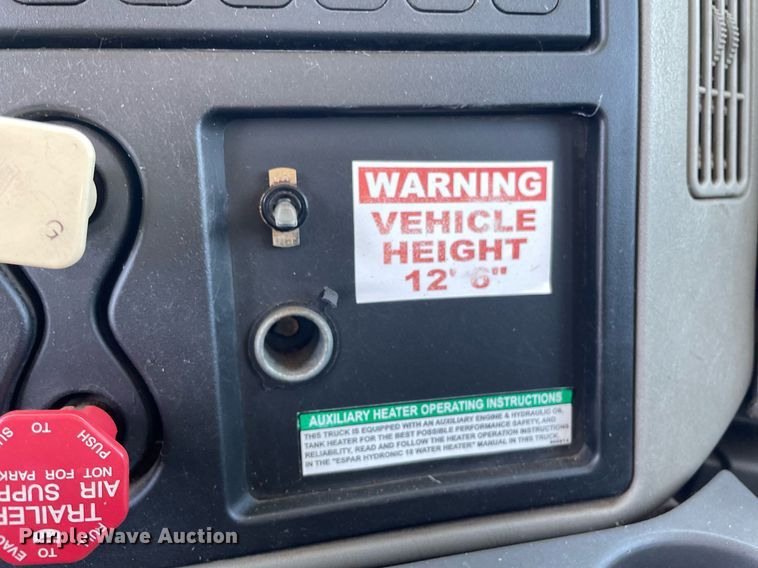 WARNING
VEHICLE
HEIGHT
12' 6"
AUXILIARY HEATER OPERATING INSTRUCTIONS
THIS TRUCK IS EQUIPPED WITH AN AUXILIARY ENGINE & HYDRAULIC OIL
TANK HEATER FOR THE BEST POSSIBLE PERFORMANCE SAFETY, AND
RELIABILITY, READ AND FOLLOW THE HEATER OPERATION INSTRUCTIONS
IN THE "ESPAR HYDRONIC 10 WATER HEATER" MANUAL IN THIS TRUCK.
PUSH
TO
NOT FOR PARK
AIR SUPP
TRAILER
TO
Purple Wave Auction